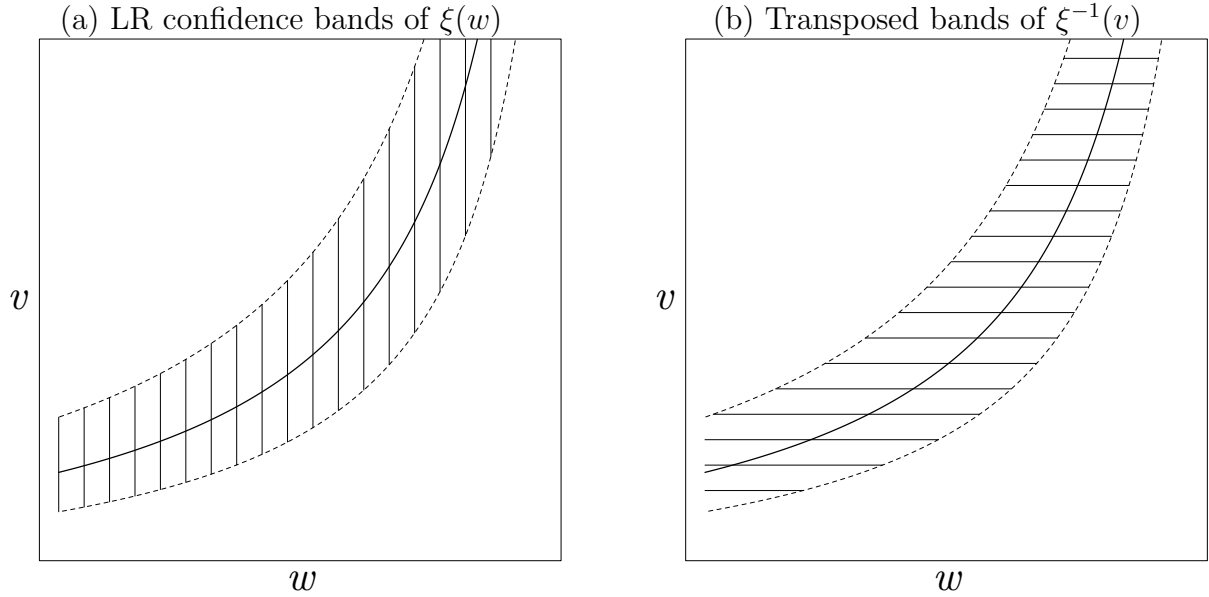 (a) LR confidence bands of ξ(w)
v
w
(b) Transposed bands of ξ⁻¹(v)
v
w